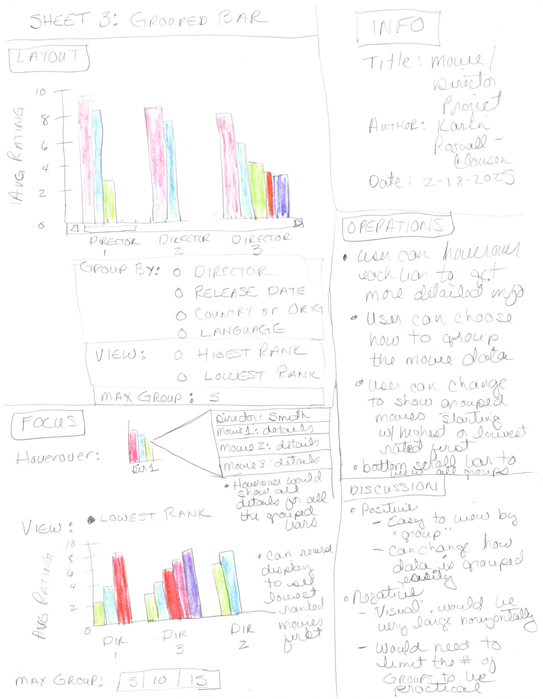 SHEET 3: GROUPED BAR
LAYOUT
AVG RATING
10
8
6
4
2
0
DIRECTOR 1
DIRECTOR 2
DIRECTOR 3
GROUP BY: O DIRECTOR
O RELEASE DATE
O COUNTRY OF ORIG
O LANGUAGE
VIEW: O HIGEST RANK
O LOWEST RANK
MAX GROUP: 5
FOCUS
Hoverover:
DIR 1
Director: Smith
Movie 1: details
Movie 2: details
Movie 3: details
• Hoverover would
show all
details for all
the grouped
bars
VIEW: • LOWEST RANK
AVG RATING
10
8
6
4
2
0
DIR 1
DIR 3
DIR 2
• Can reverse
display
to see
lowest
ranked
movies
first
MAX GROUP: 5 10 15
INFO
Title: Movie/
Director
Project
AUTHOR: Karin
Clausen
Date: 2-18-2025
OPERATIONS
• user can hoverover
each bar to get
more detailed info
• User can choose
how to group
the movie data
• User can change
to show grouped
movies starting
w/ highest or lowest
rated first
• bottom scroll bar to
view all groups
DISCUSSION
• Positive
- Easy to view by
"group"
- Can change how
data is grouped
easily
• Negative
- Visual would be
very large horizontally
- Would need to
limit the # of
GROUPS to be
practical